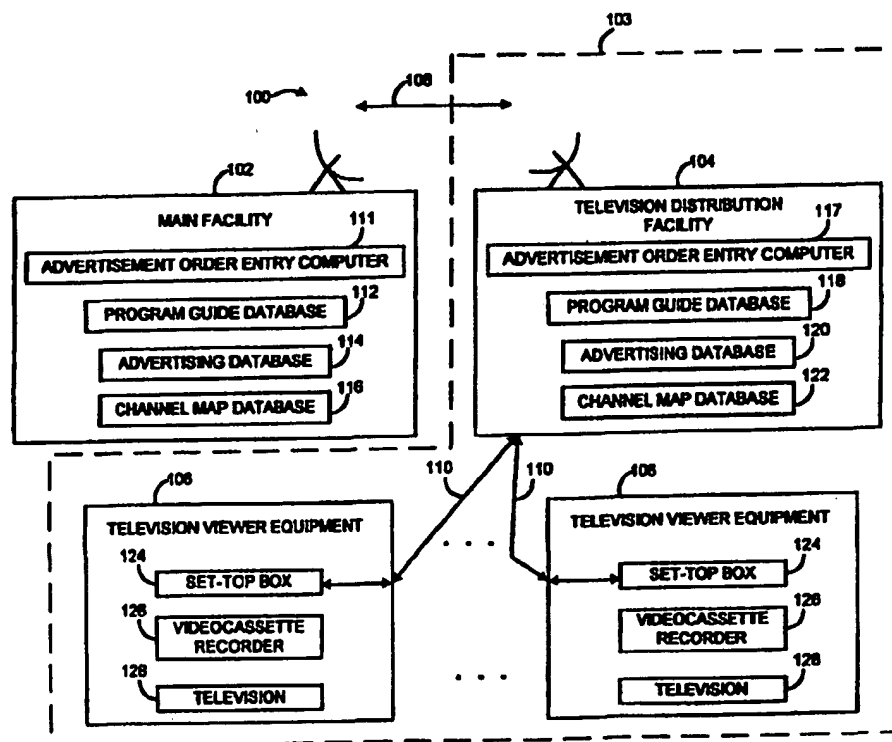 103
108
100
102
104
MAIN FACILITY
111
ADVERTISEMENT ORDER ENTRY COMPUTER
112
PROGRAM GUIDE DATABASE
114
ADVERTISING DATABASE
116
CHANNEL MAP DATABASE
TELEVISION DISTRIBUTION
FACILITY
117
ADVERTISEMENT ORDER ENTRY COMPUTER
118
PROGRAM GUIDE DATABASE
120
ADVERTISING DATABASE
122
CHANNEL MAP DATABASE
110
110
106
TELEVISION VIEWER EQUIPMENT
124
SET-TOP BOX
126
VIDEOCASSETTE
RECORDER
128
TELEVISION
. . .
. . .
106
TELEVISION VIEWER EQUIPMENT
124
SET-TOP BOX
126
VIDEOCASSETTE
RECORDER
128
TELEVISION